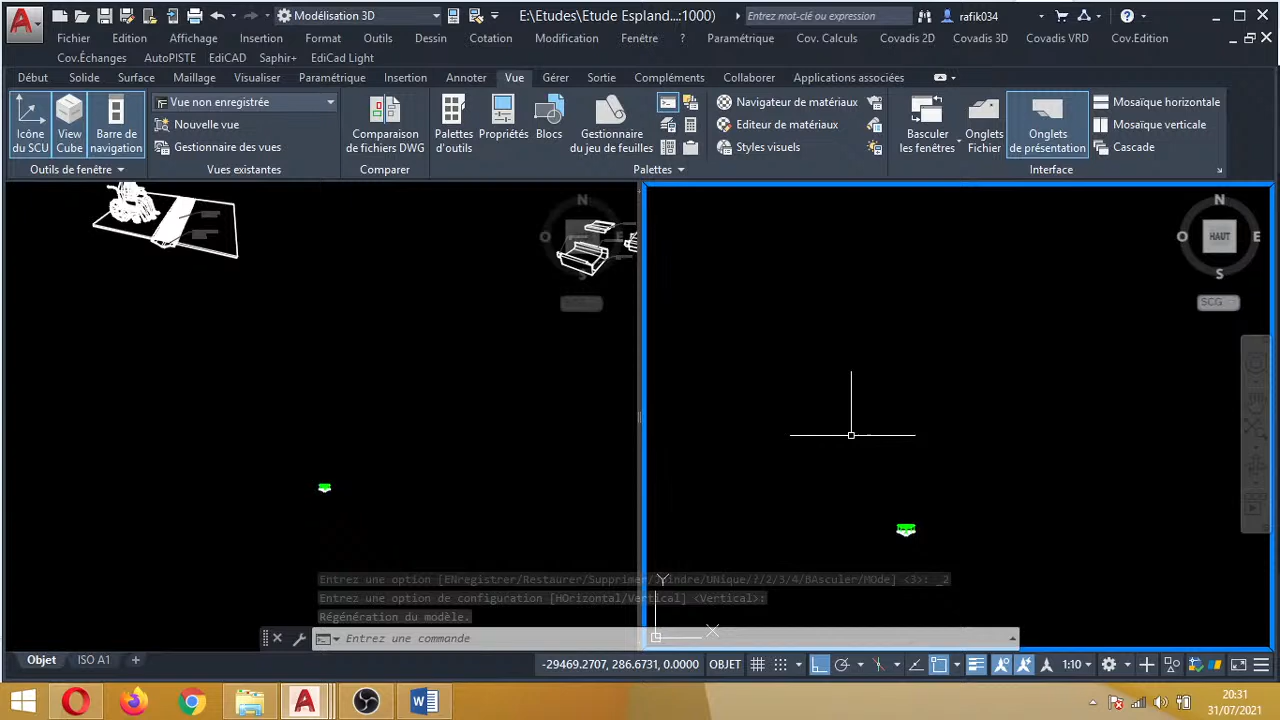 Modélisation 3D E:\Etudes\Etude Espland...:1000) Entrez mot-clé ou expression rafik034
Fichier Edition Affichage Insertion Format Outils Dessin Cotation Modification Fenêtre ? Paramétrique Cov. Calculs Covadis 2D Covadis 3D Covadis VRD Cov.Edition
Cov.Échanges AutoPISTE EdiCAD Saphir+ EdiCad Light
Début Solide Surface Maillage Visualiser Paramétrique Insertion Annoter Vue Gérer Sortie Compléments Collaborer Applications associées
Icône du SCU
View Cube
Barre de navigation
Vue non enregistrée
Nouvelle vue
Gestionnaire des vues
Comparaison de fichiers DWG
Palettes d'outils
Propriétés
Blocs
Gestionnaire du jeu de feuilles
Navigateur de matériaux
Editeur de matériaux
Styles visuels
Basculer les fenêtres
Onglets Fichier
Onglets de présentation
Mosaïque horizontale
Mosaïque verticale
Cascade
Outils de fenêtre Vues existantes Comparer Palettes Interface
N
O E
S
N
O HAUT E
S
SCG
Y
X
Entrez une option [ENregistrer/Restaurer/Supprimer/Joindre/UNique/?/2/3/4/BAsculer/MOde] <3>: _2
Entrez une option de configuration [HOrizontal/Vertical] <Vertical>:
Régénération du modèle.
Entrez une commande
Objet ISO A1 + -29469.2707, 286.6731, 0.0000 OBJET 1:10
20:31
31/07/2021